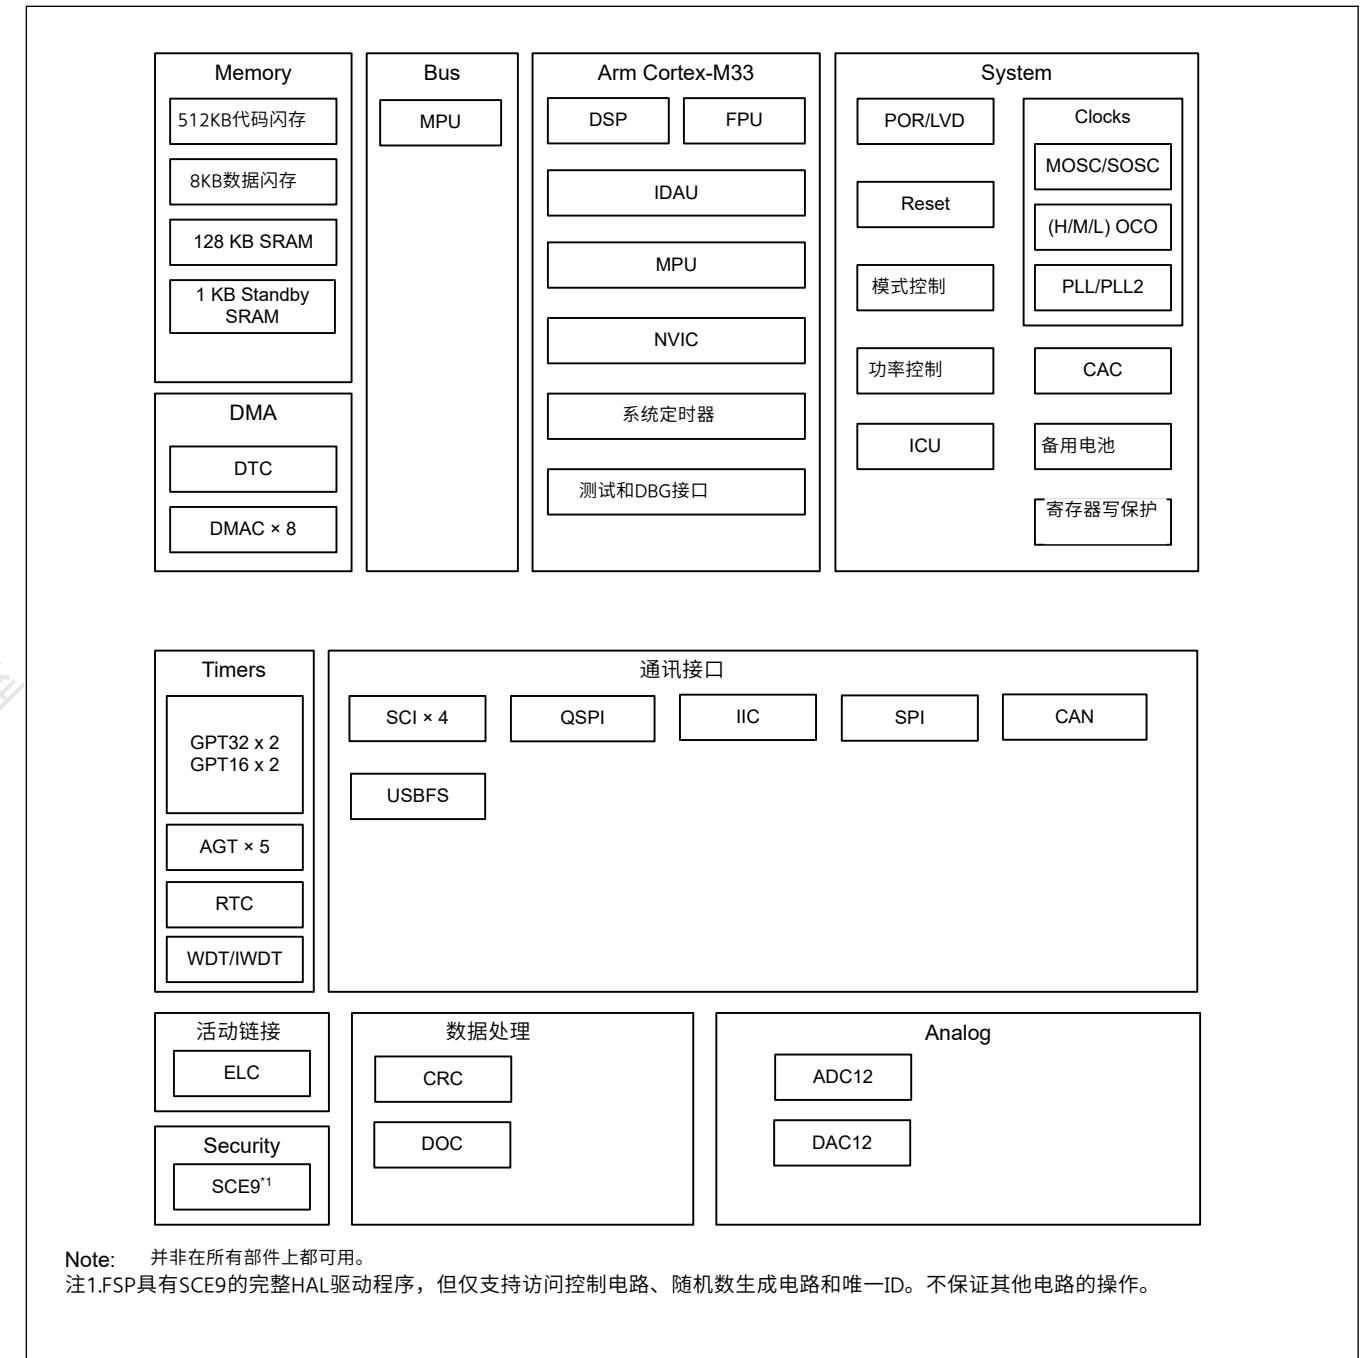 Memory
512KB代码闪存
8KB数据闪存
128 KB SRAM
1 KB Standby
SRAM
DMA
DTC
DMAC × 8
Bus
MPU
Arm Cortex-M33
DSP
FPU
IDAU
MPU
NVIC
系统定时器
测试和DBG接口
System
POR/LVD
Reset
模式控制
功率控制
ICU
Clocks
MOSC/SOSC
(H/M/L) OCO
PLL/PLL2
CAC
备用电池
寄存器写保护
Timers
GPT32 x 2
GPT16 x 2
AGT × 5
RTC
WDT/IWDT
通讯接口
SCI × 4
QSPI
IIC
SPI
CAN
USBFS
活动链接
ELC
Security
SCE9*1
数据处理
CRC
DOC
Analog
ADC12
DAC12
Note: 并非在所有部件上都可用。
注1.FSP具有SCE9的完整HAL驱动程序，但仅支持访问控制电路、随机数生成电路和唯一ID。不保证其他电路的操作。